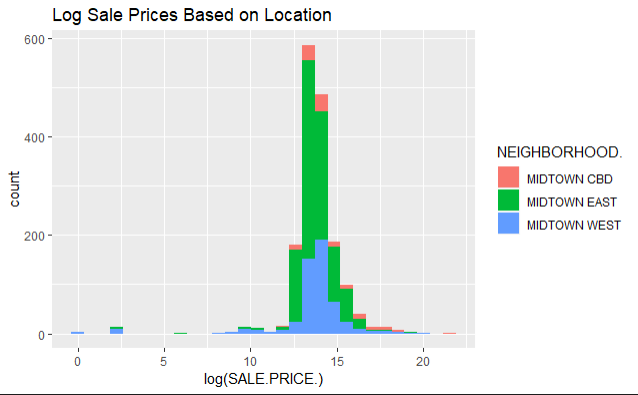 Log Sale Prices Based on Location
600
400
200
0
count
0 5 10 15 20
log(SALE.PRICE.)
NEIGHBORHOOD.
MIDTOWN CBD
MIDTOWN EAST
MIDTOWN WEST